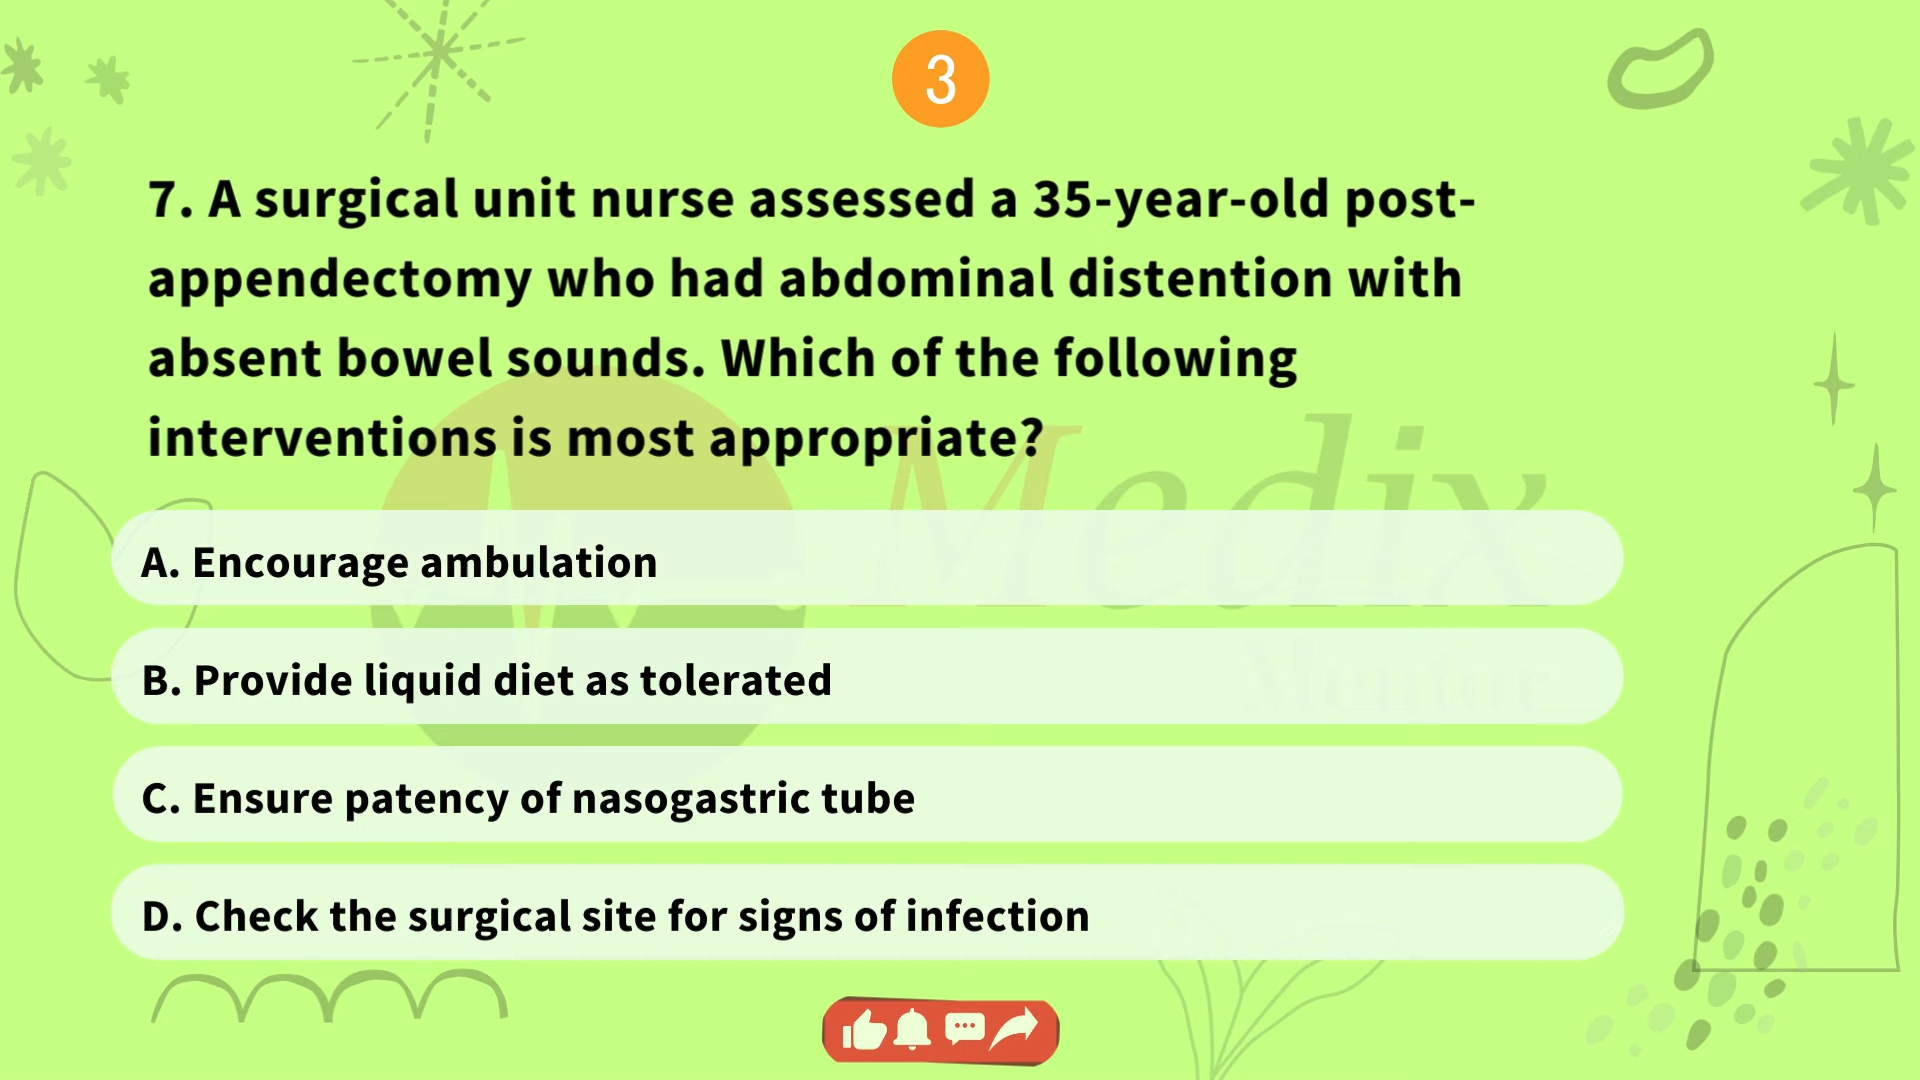 3
7. A surgical unit nurse assessed a 35-year-old post-
appendectomy who had abdominal distention with
absent bowel sounds. Which of the following
interventions is most appropriate?
Medix
A. Encourage ambulation
B. Provide liquid diet as tolerated
C. Ensure patency of nasogastric tube
D. Check the surgical site for signs of infection